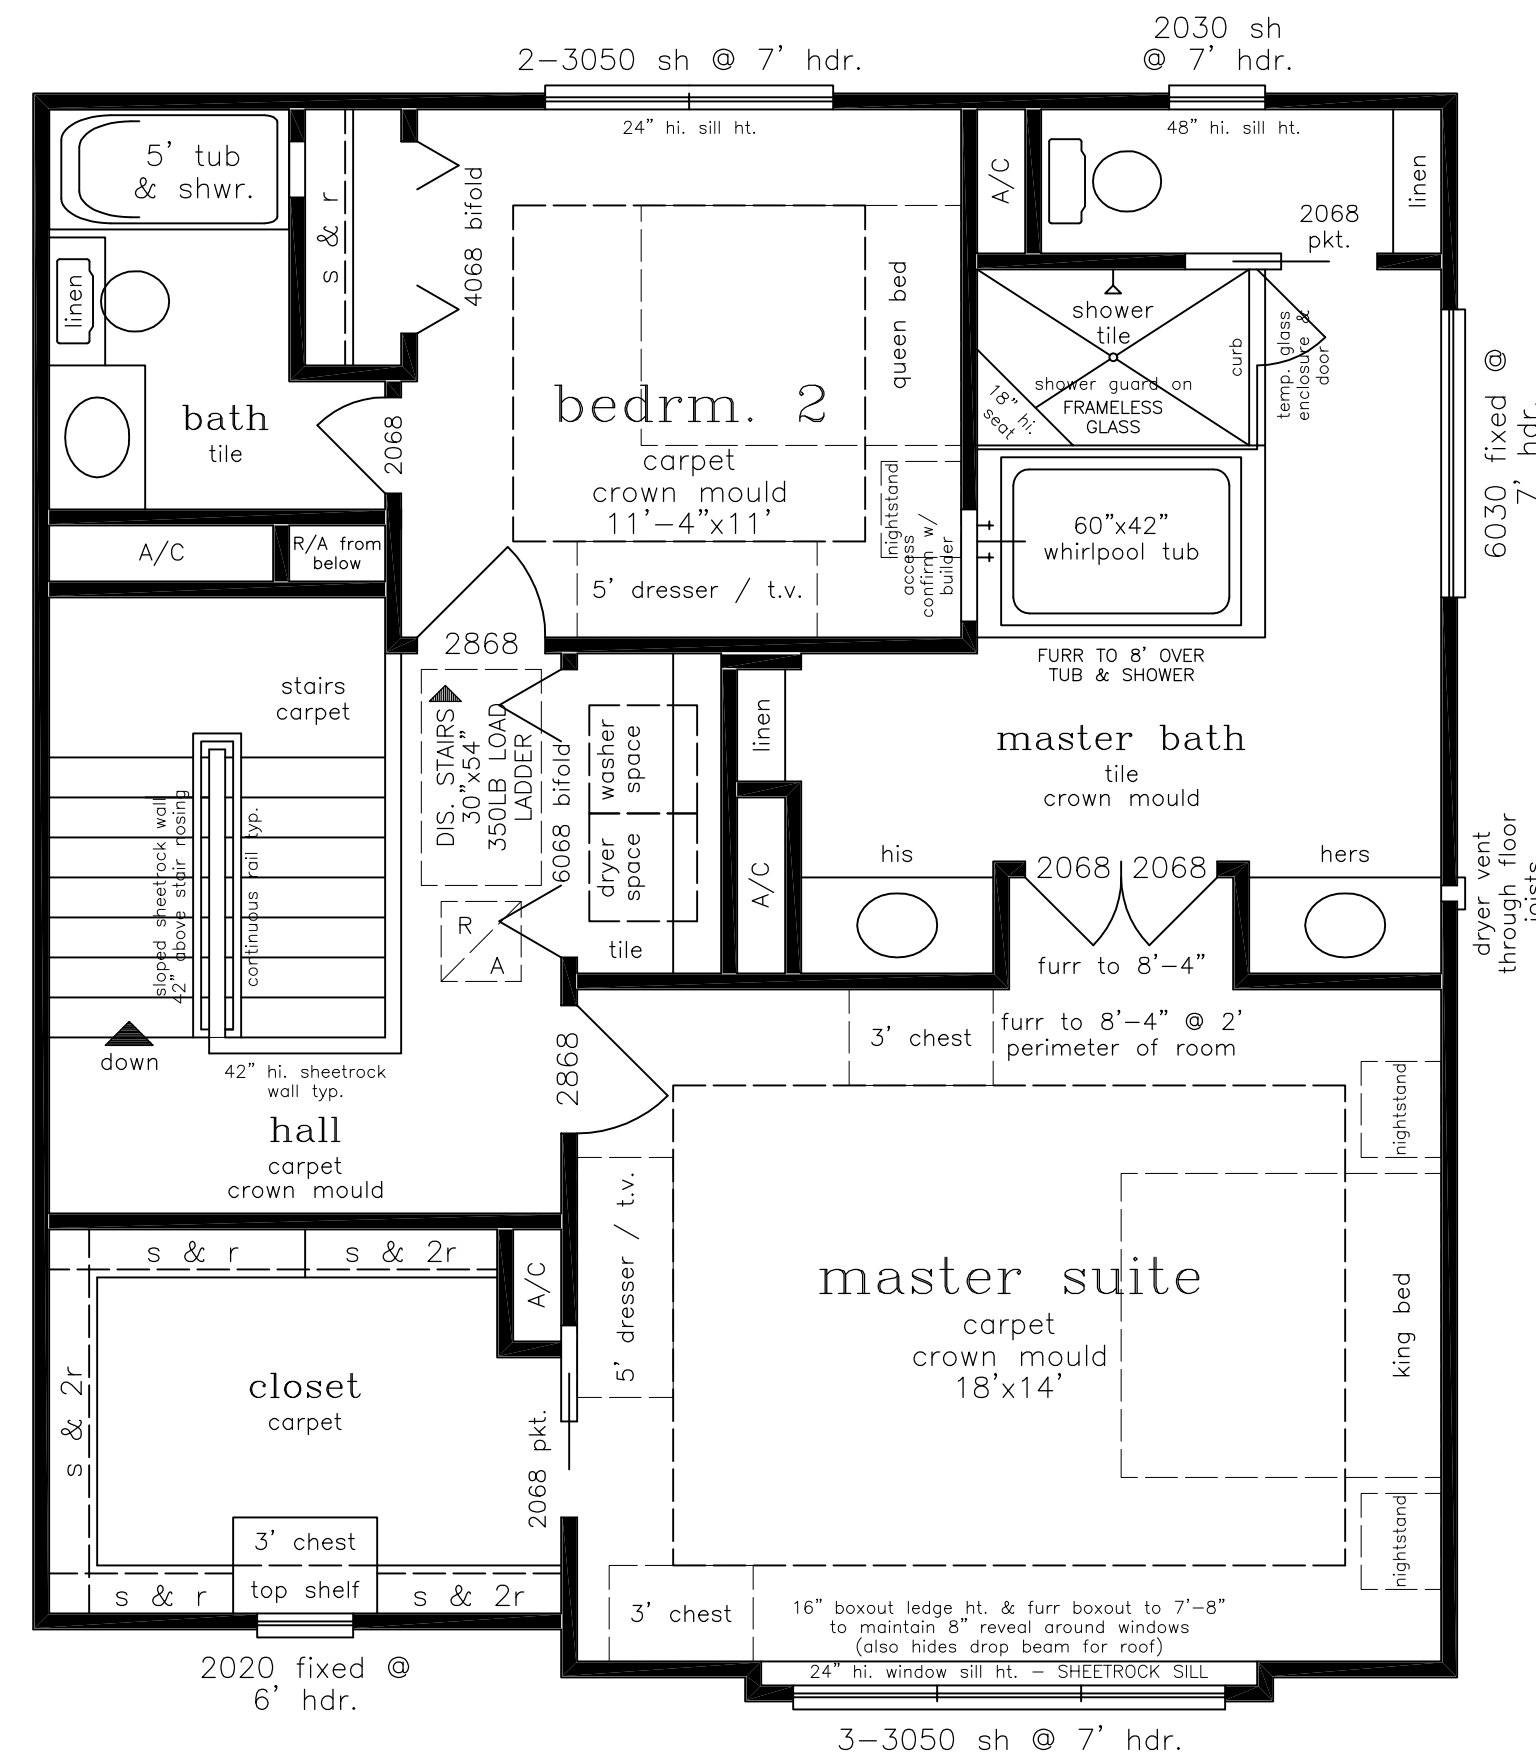 2-3050 sh @ 7' hdr.
2030 sh
@ 7' hdr.
24" hi. sill ht.
48" hi. sill ht.
5' tub
& shwr.
s & r
4068 bifold
A/C
linen
2068
pkt.
linen
queen bed
shower
tile
curb
temp. glass
enclosure &
door
shower guard on
FRAMELESS
GLASS
18" hi.
seat
6030 fixed @
7' hdr.
bath
tile
2068
bedrm. 2
carpet
crown mould
11'-4"x11'
nightstand
access
confirm w/
builder
60"x42"
whirlpool tub
A/C
R/A from
below
5' dresser / t.v.
2868
FURR TO 8' OVER
TUB & SHOWER
stairs
carpet
DIS. STAIRS
30"x54"
350LB LOAD
LADDER
6068 bifold
washer
space
dryer
space
tile
linen
A/C
master bath
tile
crown mould
sloped sheetrock wall
42" above stair nosing
continuous rail typ.
his
2068
2068
hers
dryer vent
through floor
joists
R
A
furr to 8'-4"
down
42" hi. sheetrock
wall typ.
2868
3' chest
furr to 8'-4" @ 2'
perimeter of room
nightstand
hall
carpet
crown mould
s & r
s & 2r
A/C
5' dresser / t.v.
master suite
carpet
crown mould
18'x14'
king bed
s & 2r
closet
carpet
2068 pkt.
nightstand
3' chest
top shelf
s & r
s & 2r
3' chest
16" boxout ledge ht. & furr boxout to 7'-8"
to maintain 8" reveal around windows
(also hides drop beam for roof)
24" hi. window sill ht. - SHEETROCK SILL
2020 fixed @
6' hdr.
3-3050 sh @ 7' hdr.